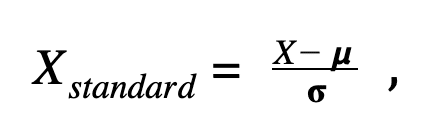 X_standard = (X − μ) / σ ,